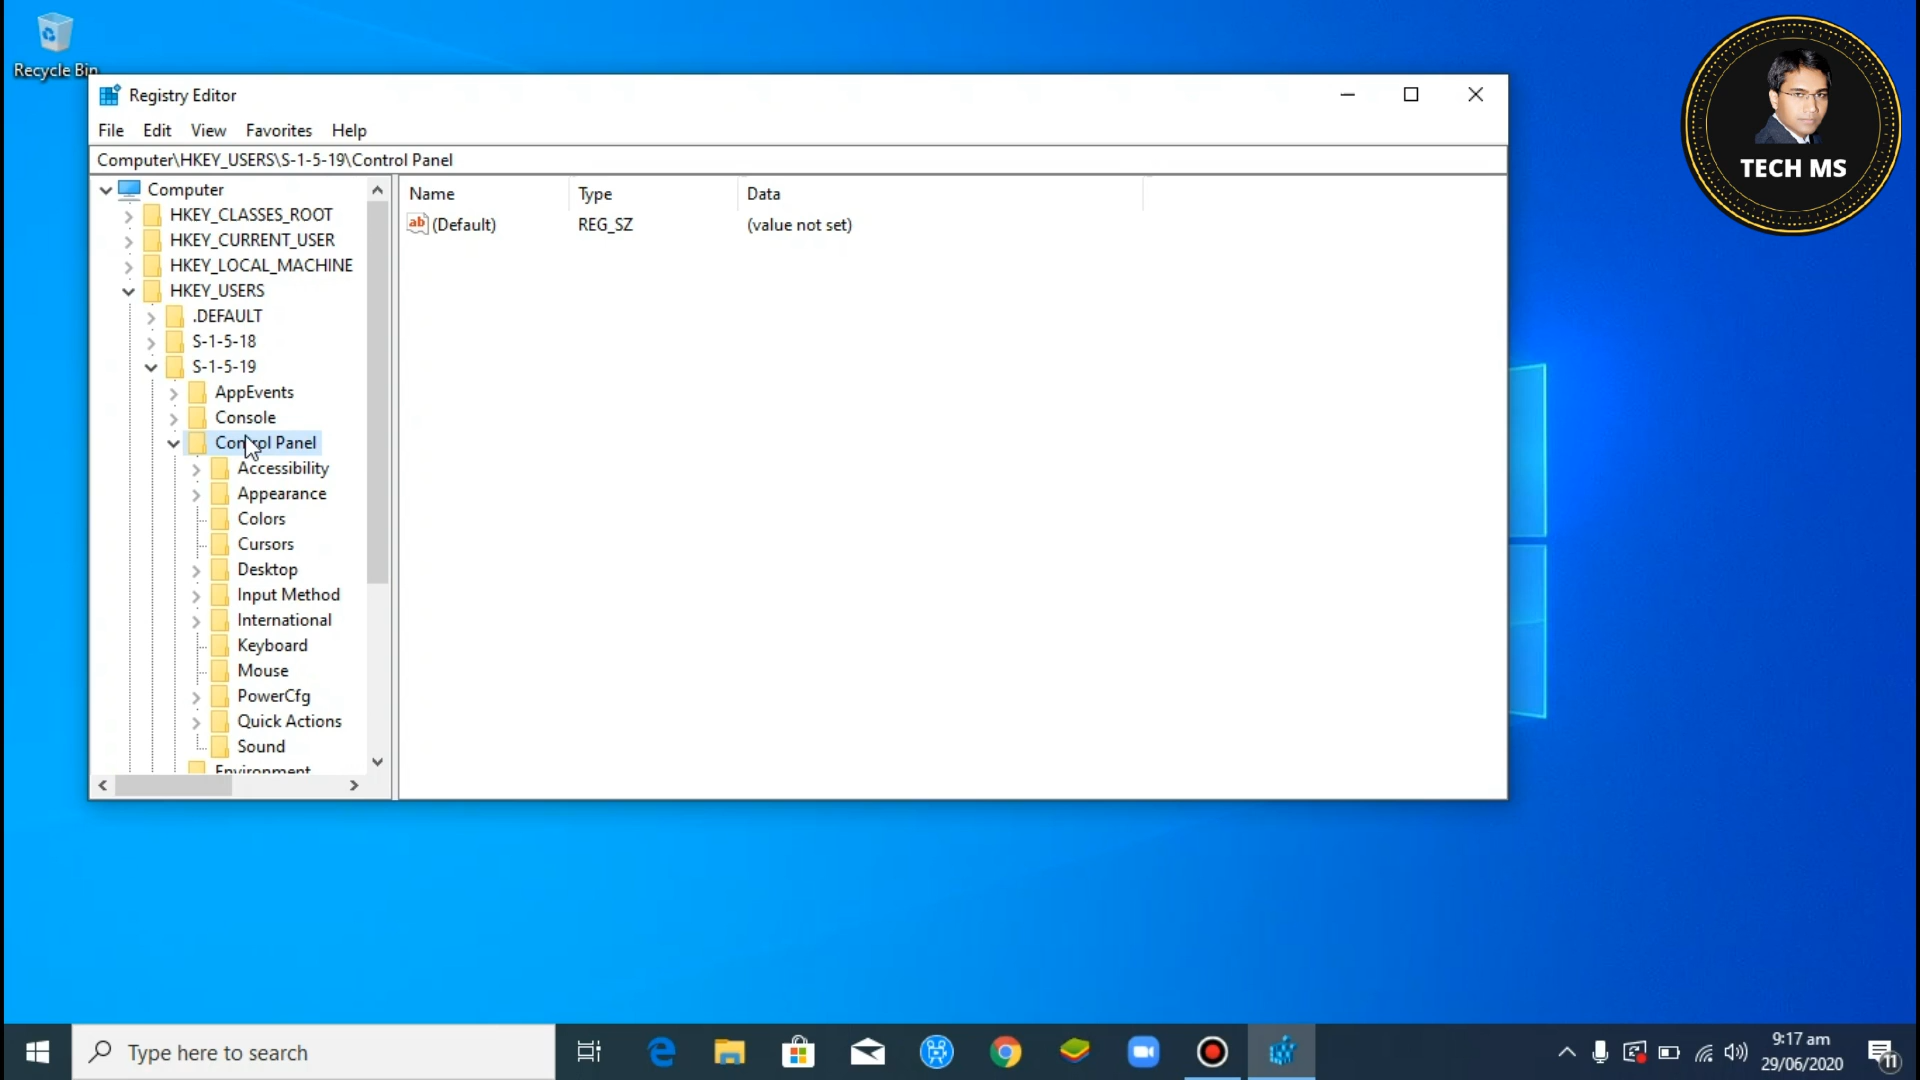 Recycle Bin
TECH MS
Registry Editor
File Edit View Favorites Help
Computer\HKEY_USERS\S-1-5-19\Control Panel
Computer
HKEY_CLASSES_ROOT
HKEY_CURRENT_USER
HKEY_LOCAL_MACHINE
HKEY_USERS
.DEFAULT
S-1-5-18
S-1-5-19
AppEvents
Console
Control Panel
Accessibility
Appearance
Colors
Cursors
Desktop
Input Method
International
Keyboard
Mouse
PowerCfg
Quick Actions
Sound
Environment
Name Type Data
ab (Default) REG_SZ (value not set)
Type here to search
9:17 am
29/06/2020
11